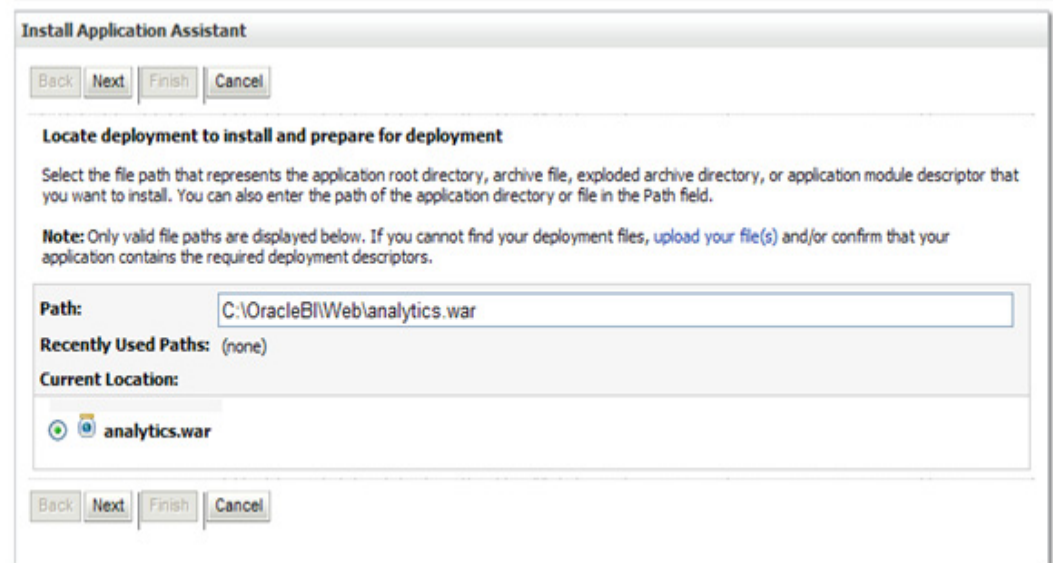 Install Application Assistant
Back Next Finish Cancel
Locate deployment to install and prepare for deployment
Select the file path that represents the application root directory, archive file, exploded archive directory, or application module descriptor that
you want to install. You can also enter the path of the application directory or file in the Path field.
Note: Only valid file paths are displayed below. If you cannot find your deployment files, upload your file(s) and/or confirm that your
application contains the required deployment descriptors.
Path: C:\OracleBI\Web\analytics.war
Recently Used Paths: (none)
Current Location:
analytics.war
Back Next Finish Cancel